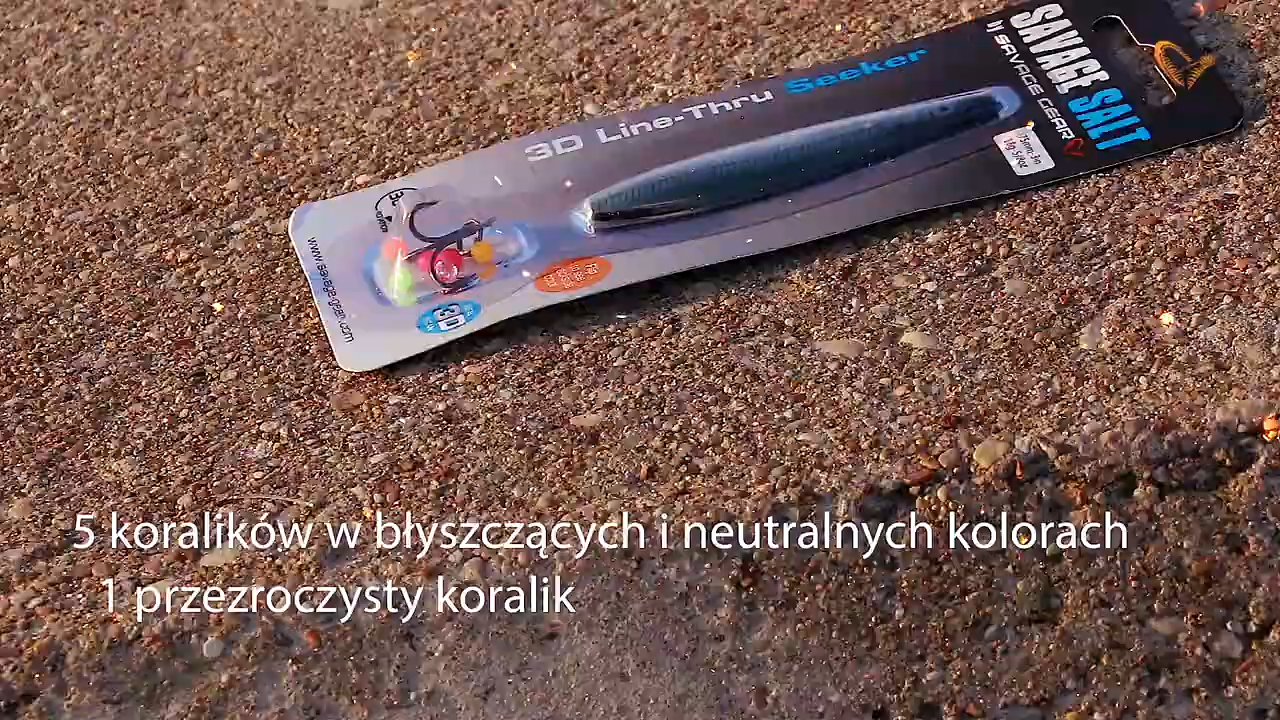 SAVAGE SALT
SAVAGE GEAR
3D Line-Thru Seeker
www.savage-gear.com
3D
5 koralików w błyszczących i neutralnych kolorach
1 przezroczysty koralik